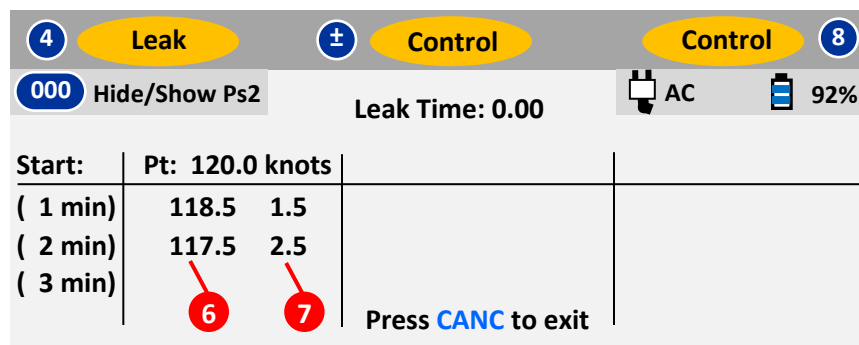 4 Leak ± Control Control 8
000 Hide/Show Ps2 Leak Time: 0.00 AC 92%
Start: Pt: 120.0 knots
( 1 min) 118.5 1.5
( 2 min) 117.5 2.5
( 3 min)
6 7 Press CANC to exit